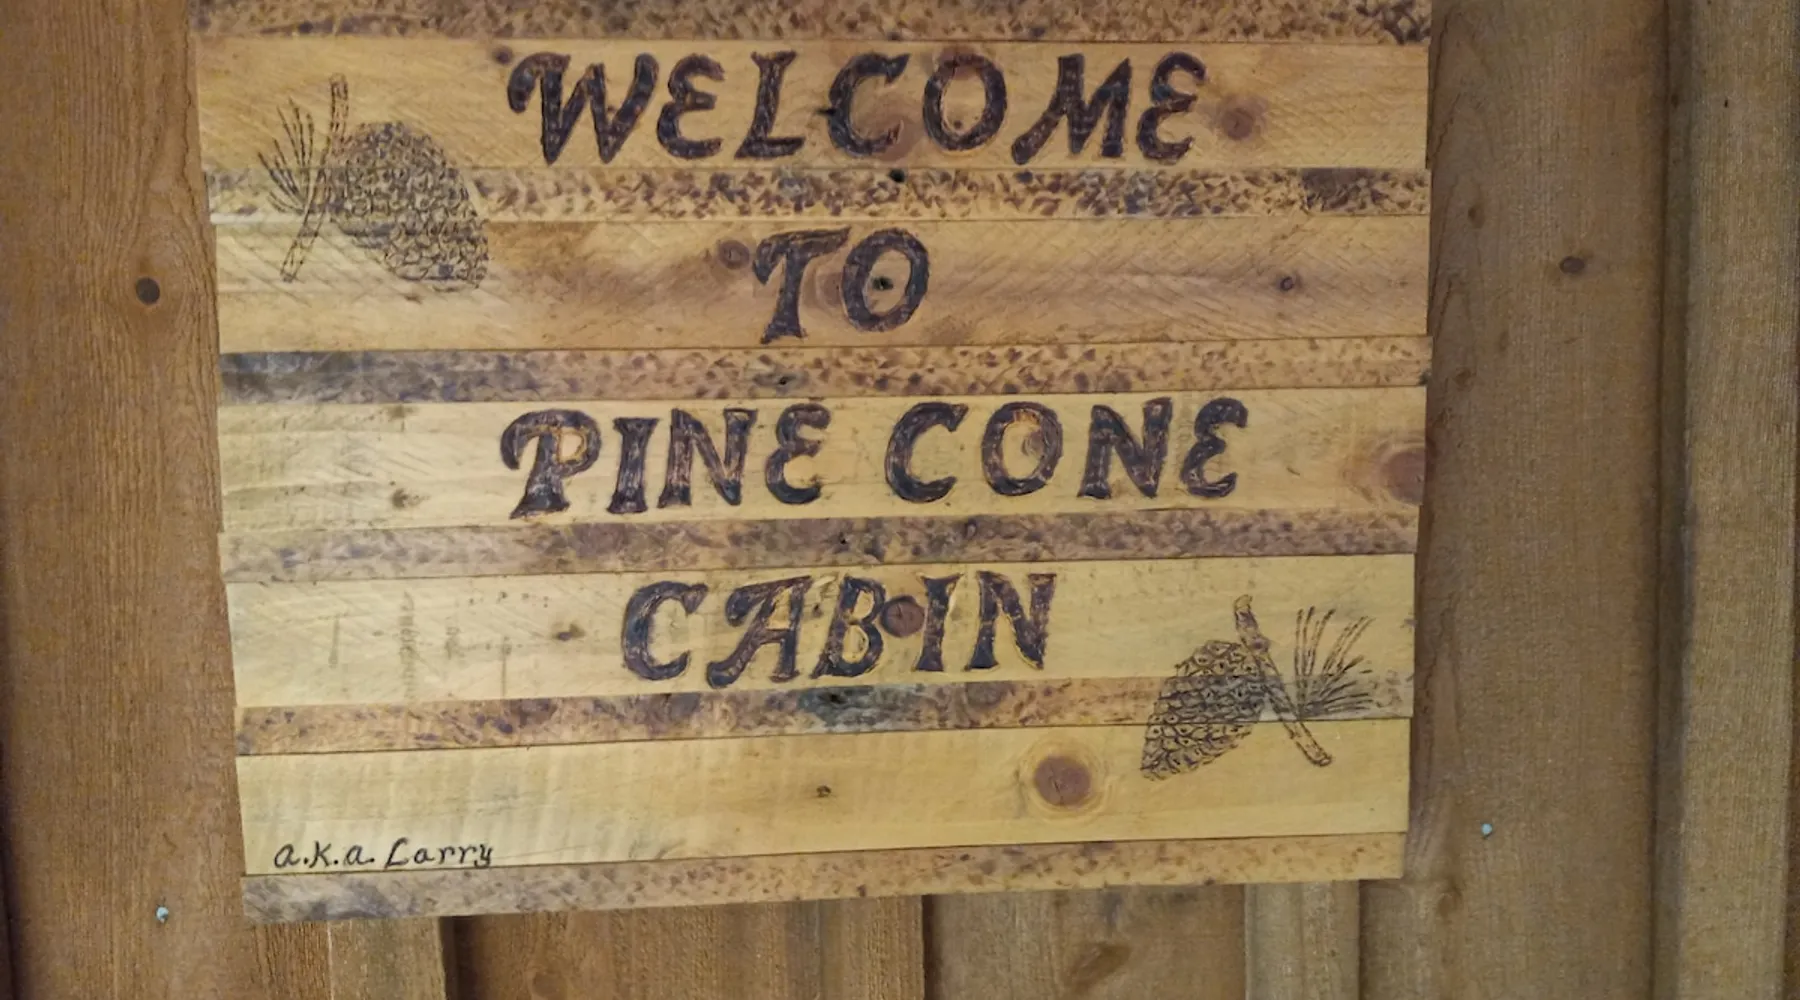 WELCOME
TO
PINE CONE
CABIN
a.k.a. Larry